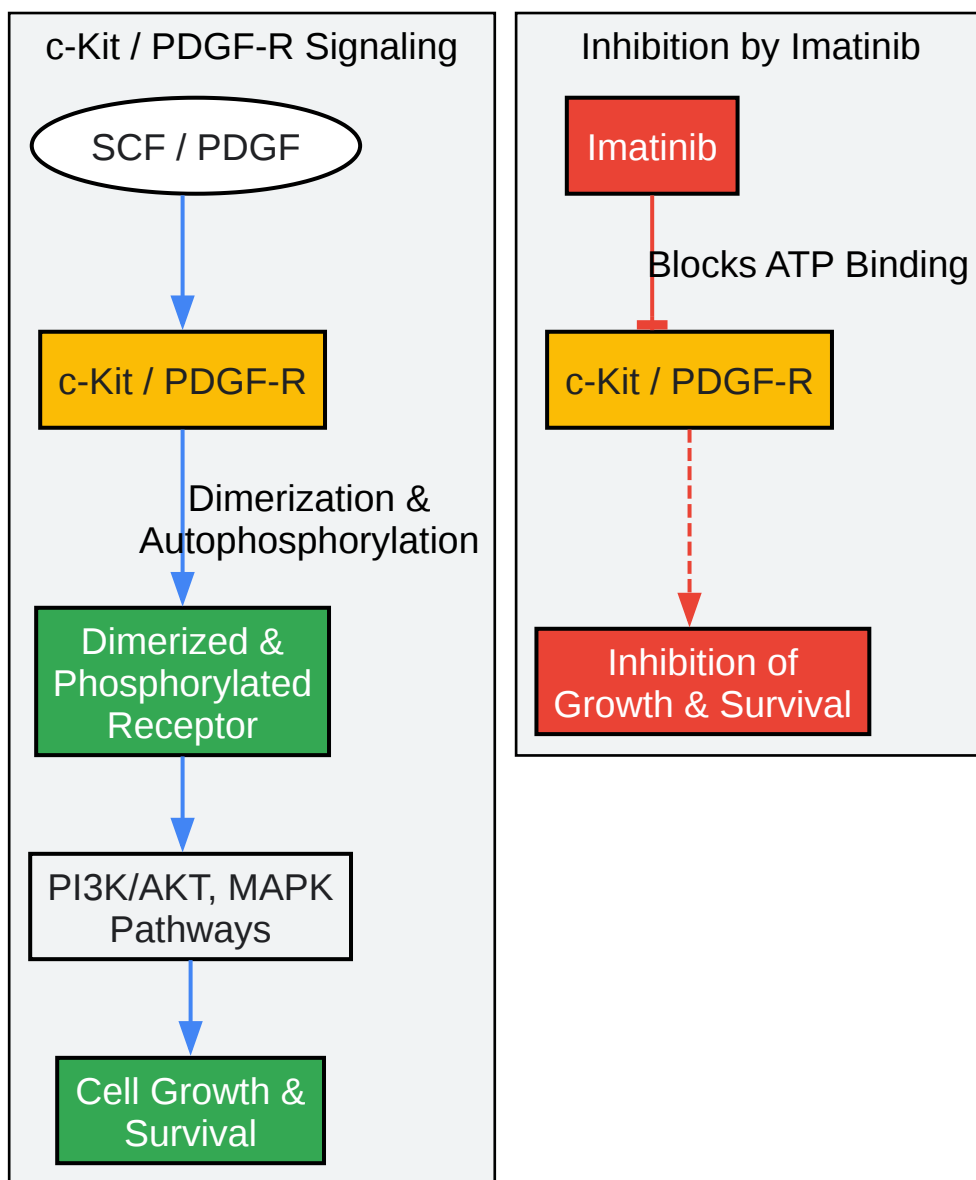 c-Kit / PDGF-R Signaling
SCF / PDGF
c-Kit / PDGF-R
Dimerization &
Autophosphorylation
Dimerized &
Phosphorylated
Receptor
PI3K/AKT, MAPK
Pathways
Cell Growth &
Survival
Inhibition by Imatinib
Imatinib
Blocks ATP Binding
c-Kit / PDGF-R
Inhibition of
Growth & Survival